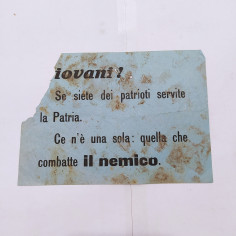 iovani!
Se siete dei patrioti servite
la Patria.
Ce n'è una sola: quella che
combatte il nemico.